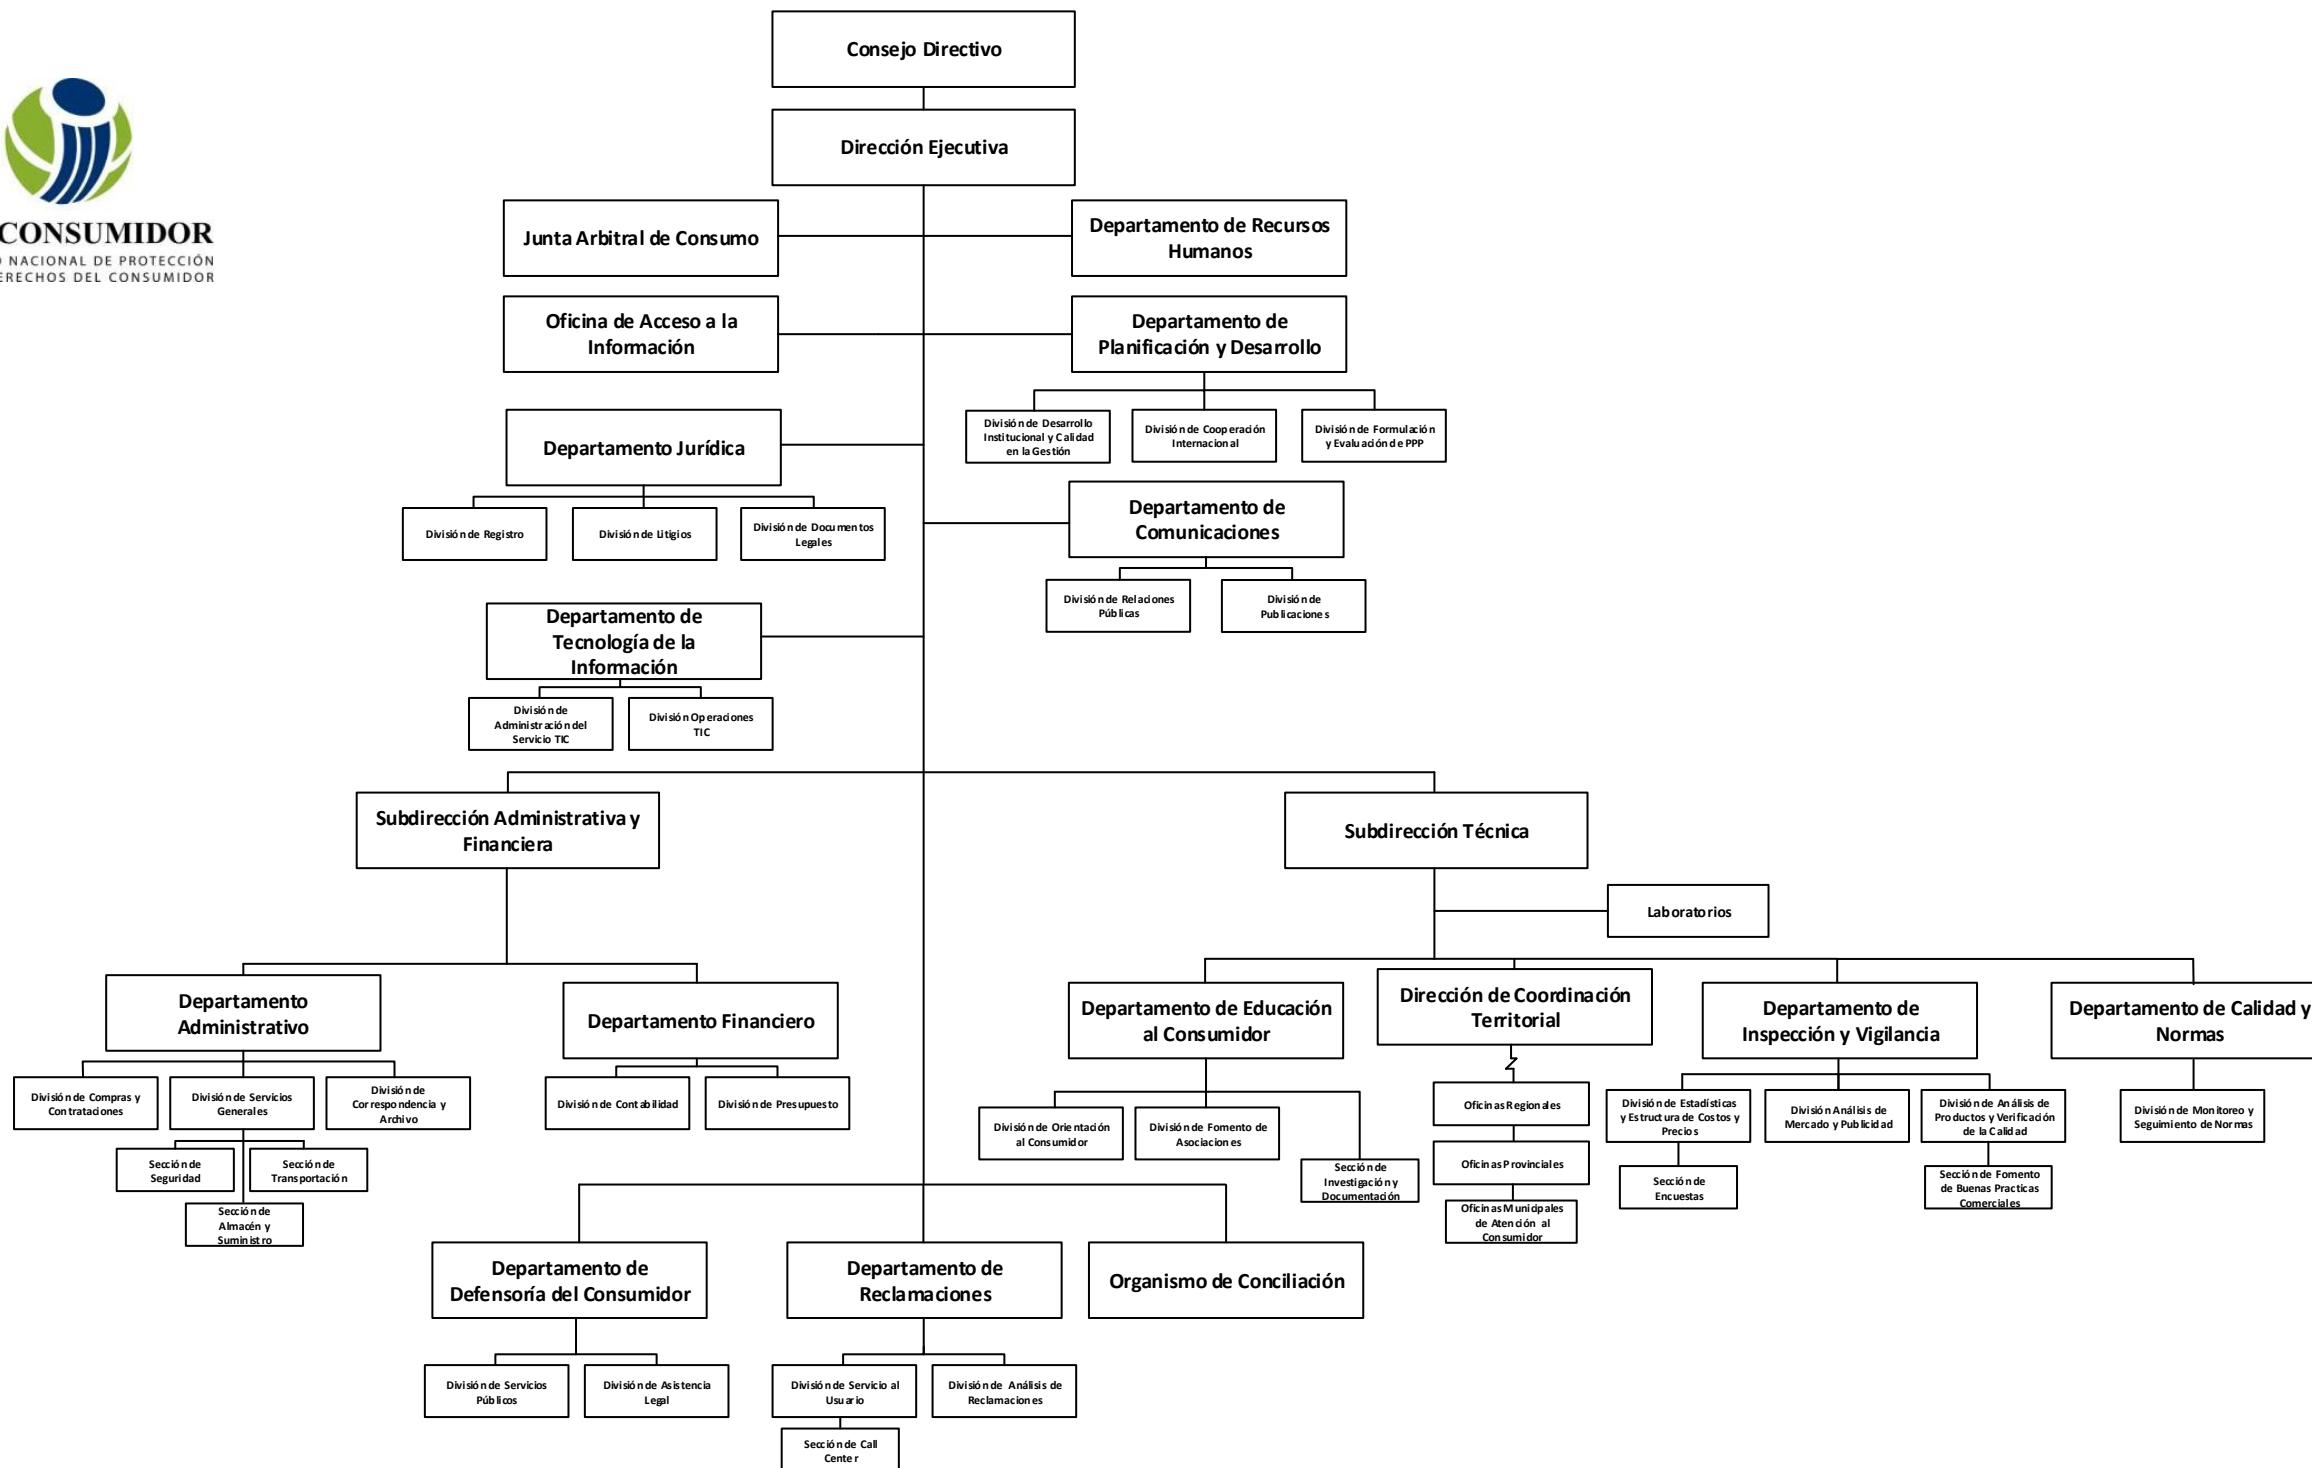 Consejo Directivo
Dirección Ejecutiva
CONSUMIDOR
NACIONAL DE PROTECCIÓN
DEL CONSUMIDOR
Junta Arbitral de Consumo
Departamento de Recursos
Humanos
Oficina de Acceso a la
Información
Departamento de
Planificación y Desarrollo
División de Desarrollo
Institucional y Calidad
en la Gestión
División de Cooperación
Internacional
División de Formulación
y Evaluación de PPP
Departamento Jurídica
División de Registro
División de Litigios
División de Documentos
Legales
Departamento de
Comunicaciones
División de Relaciones
Públicas
División de
Publicaciones
Departamento de
Tecnología de la
Información
División de
Administración del
Servicio TIC
División Operaciones
TIC
Subdirección Administrativa y
Financiera
Subdirección Técnica
Laboratorios
Departamento
Administrativo
Departamento Financiero
Departamento de Educación
al Consumidor
Dirección de Coordinación
Territorial
Departamento de
Inspección y Vigilancia
Departamento de Calidad y
Normas
División de Compras y
Contrataciones
División de Servicios
Generales
División de
Correspondencia y
Archivo
Sección de
Seguridad
Sección de
Transportación
Sección de
Almacén y
Suministro
División de Contabilidad
División de Presupuesto
División de Orientación
al Consumidor
División de Fomento de
Asociaciones
Sección de
Investigación y
Documentación
Oficinas Regionales
Oficinas Provinciales
Oficinas Municipales
de Atención al
Consumidor
División de Estadísticas
y Estructura de Costos y
Precios
Sección de
Encuestas
División Análisis de
Mercado y Publicidad
División de Análisis de
Productos y Verificación
de la Calidad
Sección de Fomento
de Buenas Practicas
Comerciales
División de Monitoreo y
Seguimiento de Normas
Departamento de
Defensoría del Consumidor
Departamento de
Reclamaciones
Organismo de Conciliación
División de Servicios
Públicos
División de Asistencia
Legal
División de Servicio al
Usuario
División de Análisis de
Reclamaciones
Sección de Call
Center